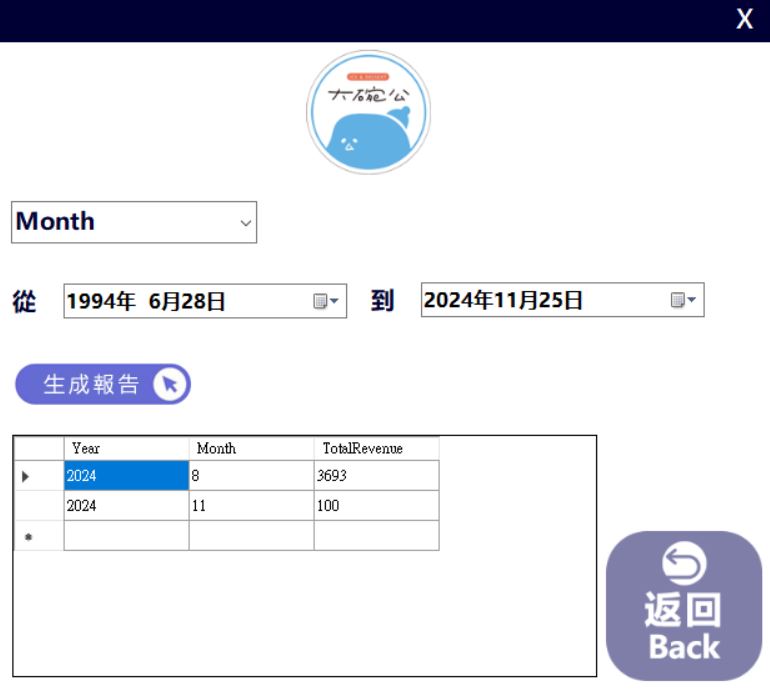 X
ICE & DESSERT
大碗公
Month
從 1994年 6月28日 到 2024年11月25日
生成報告
Year Month TotalRevenue
2024 8 3693
2024 11 100
返回
Back